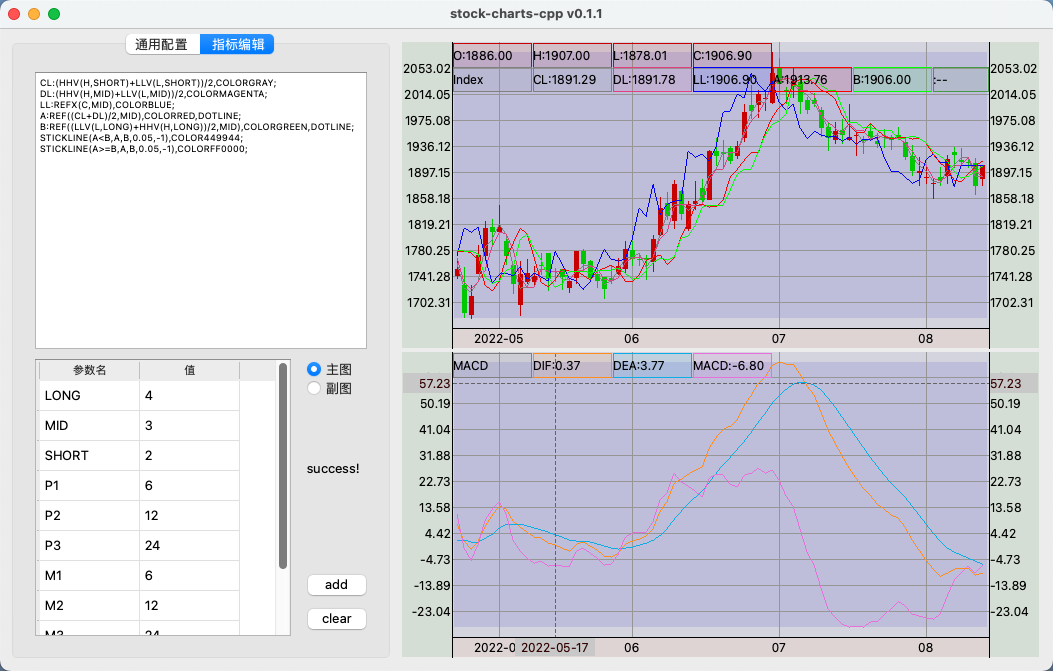 stock-charts-cpp v0.1.1
通用配置 指标编辑
CL:(HHV(H,SHORT)+LLV(L,SHORT))/2,COLORGRAY;
DL:(HHV(H,MID)+LLV(L,MID))/2,COLORMAGENTA;
LL:REFX(C,MID),COLORBLUE;
A:REF((CL+DL)/2,MID),COLORRED,DOTLINE;
B:REF((LLV(L,LONG)+HHV(H,LONG))/2,MID),COLORGREEN,DOTLINE;
STICKLINE(A<B,A,B,0.05,-1),COLOR449944;
STICKLINE(A>=B,A,B,0.05,-1),COLORFF0000;
参数名 值
LONG 4
MID 3
SHORT 2
P1 6
P2 12
P3 24
M1 6
M2 12
M3 24
主图
副图
success!
add
clear
O:1886.00 H:1907.00 L:1878.01 C:1906.90
Index CL:1891.29 DL:1891.78 LL:1906.90 A:1913.76 B:1906.00 :--
2053.02 2053.02
2014.05 2014.05
1975.08 1975.08
1936.12 1936.12
1897.15 1897.15
1858.18 1858.18
1819.21 1819.21
1780.25 1780.25
1741.28 1741.28
1702.31 1702.31
2022-05 06 07 08
MACD DIF:0.37 DEA:3.77 MACD:-6.80
57.23 57.23
50.19 50.19
41.04 41.04
31.88 31.88
22.73 22.73
13.58 13.58
4.42 4.42
-4.73 -4.73
-13.89 -13.89
-23.04 -23.04
2022-0 2022-05-17 06 07 08